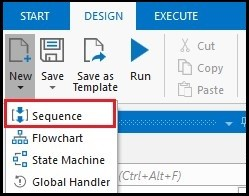 START DESIGN EXECUTE
New Save Save as Template Run
Cut
Copy
Paste
Sequence
Flowchart
State Machine
Global Handler
(Ctrl+Alt+F)